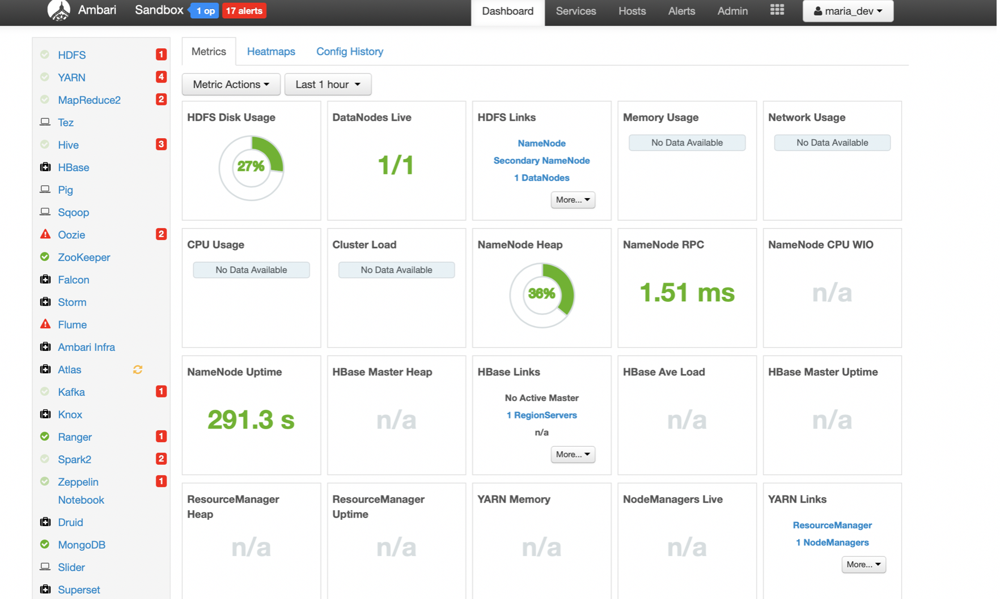 Ambari Sandbox 1 op 17 alerts Dashboard Services Hosts Alerts Admin maria_dev
HDFS 1
YARN 4
MapReduce2 2
Tez
Hive 3
HBase
Pig
Sqoop
Oozie 2
ZooKeeper
Falcon
Storm
Flume
Ambari Infra
Atlas
Kafka 1
Knox
Ranger 1
Spark2 2
Zeppelin 1
Notebook
Druid
MongoDB
Slider
Superset
Metrics Heatmaps Config History
Metric Actions Last 1 hour
HDFS Disk Usage
27%
DataNodes Live
1/1
HDFS Links
NameNode
Secondary NameNode
1 DataNodes
More...
Memory Usage
No Data Available
Network Usage
No Data Available
CPU Usage
No Data Available
Cluster Load
No Data Available
NameNode Heap
36%
NameNode RPC
1.51 ms
NameNode CPU WIO
n/a
NameNode Uptime
291.3 s
HBase Master Heap
n/a
HBase Links
No Active Master
1 RegionServers
n/a
More...
HBase Ave Load
n/a
HBase Master Uptime
n/a
ResourceManager
Heap
n/a
ResourceManager
Uptime
n/a
YARN Memory
n/a
NodeManagers Live
n/a
YARN Links
ResourceManager
1 NodeManagers
More...